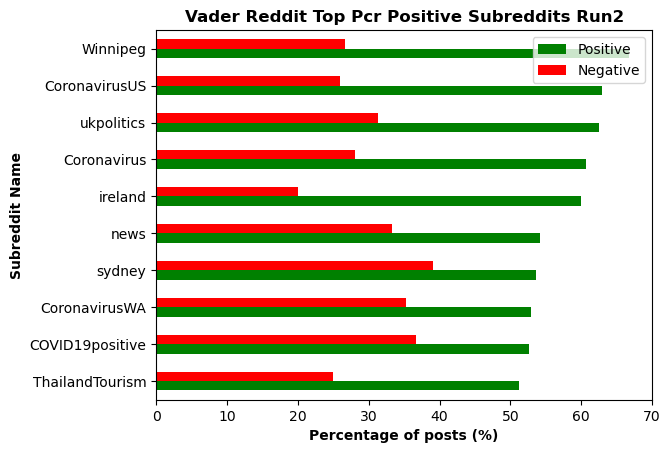 Vader Reddit Top Pcr Positive Subreddits Run2
Winnipeg
CoronavirusUS
ukpolitics
Coronavirus
ireland
news
sydney
CoronavirusWA
COVID19positive
ThailandTourism
Subreddit Name
Positive
Negative
0 10 20 30 40 50 60 70
Percentage of posts (%)